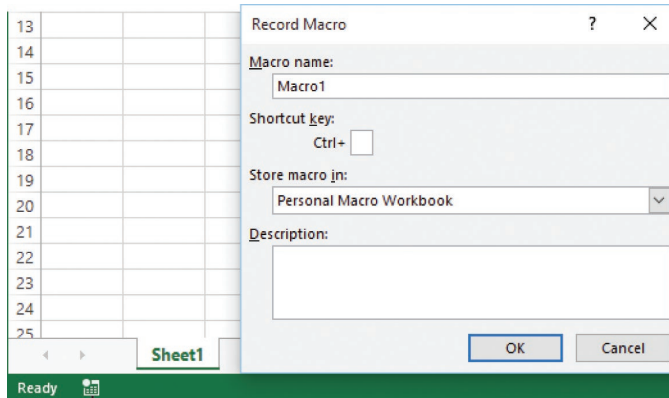 13
14
15
16
17
18
19
20
21
22
23
24
25
Sheet1
Ready
Record Macro ? X
Macro name:
Macro1
Shortcut key:
Ctrl+
Store macro in:
Personal Macro Workbook
Description:
OK Cancel